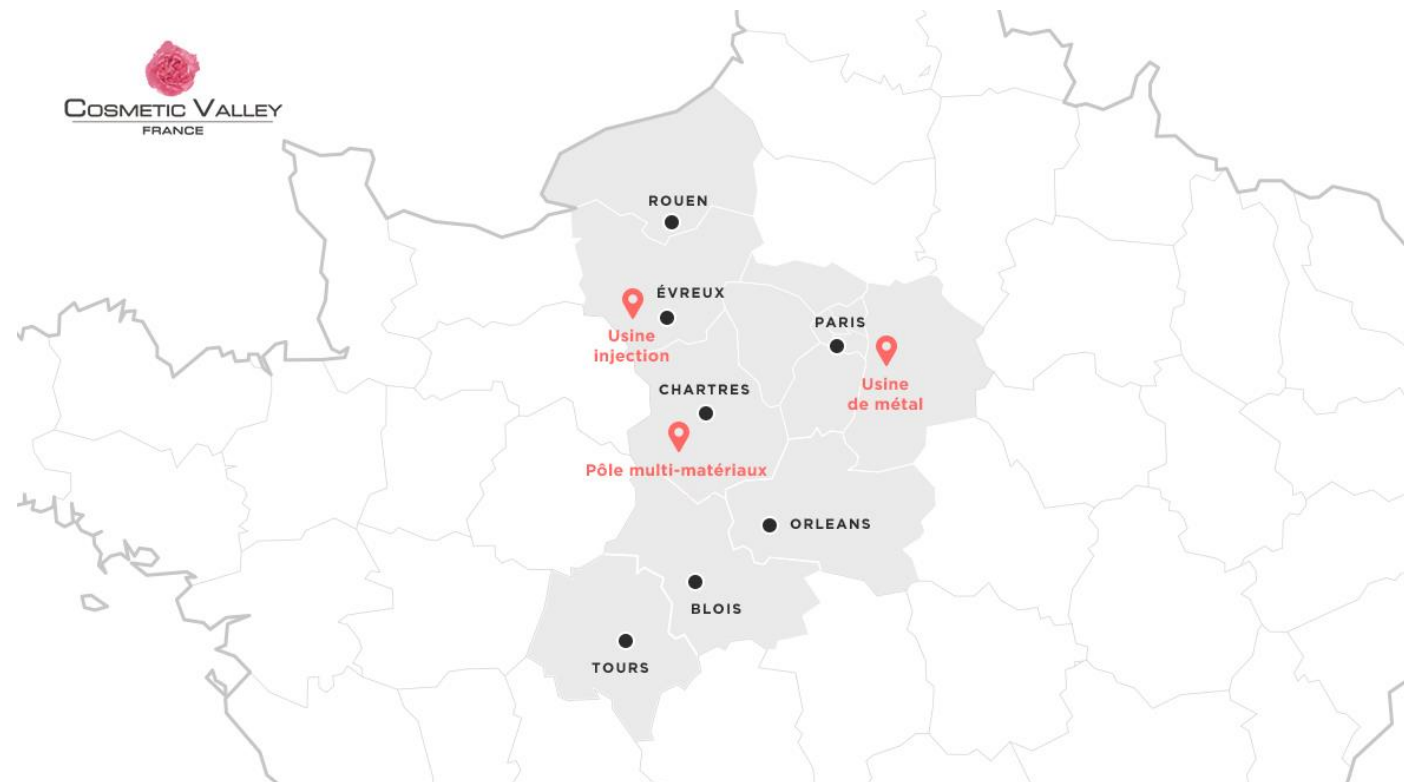 COSMETIC VALLEY
FRANCE
ROUEN
ÉVREUX
Usine
injection
PARIS
Usine
de métal
CHARTRES
Pôle multi-matériaux
ORLEANS
BLOIS
TOURS